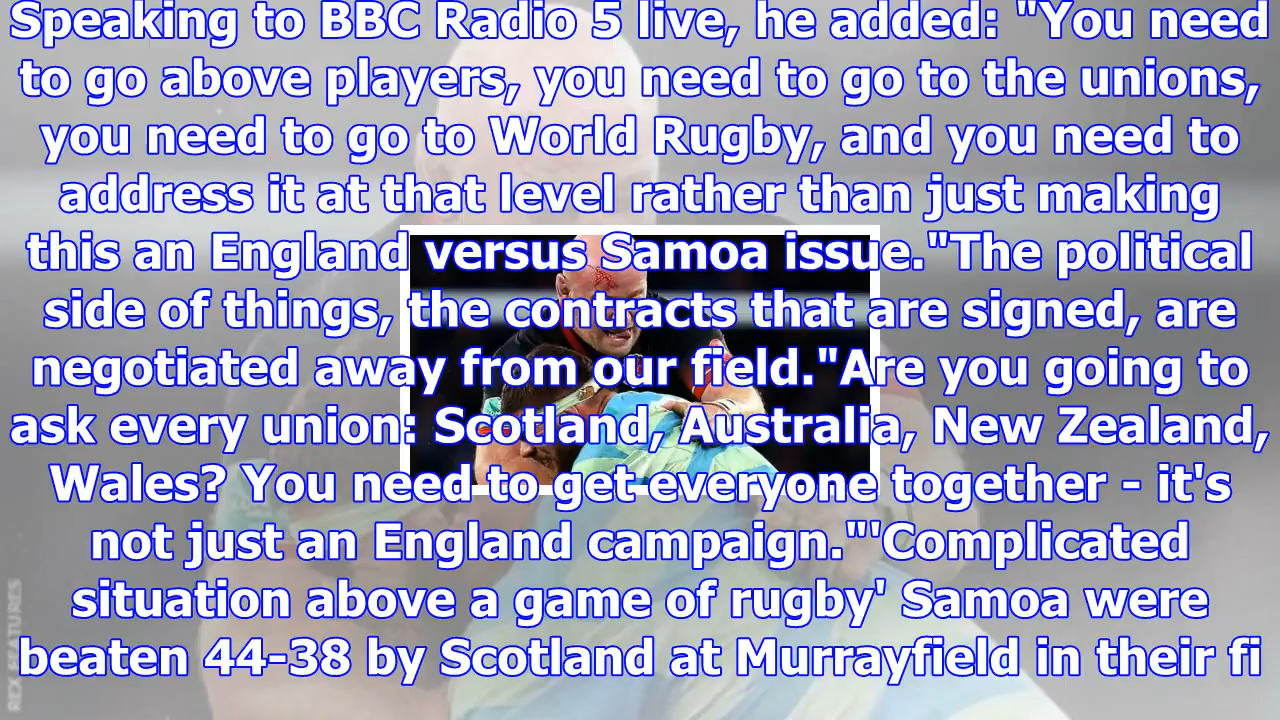 Speaking to BBC Radio 5 live, he added: "You need
to go above players, you need to go to the unions,
you need to go to World Rugby, and you need to
address it at that level rather than just making
this an England versus Samoa issue."The political
side of things, the contracts that are signed, are
negotiated away from our field."Are you going to
ask every union: Scotland, Australia, New Zealand,
Wales? You need to get everyone together - it's
not just an England campaign."'Complicated
situation above a game of rugby' Samoa were
beaten 44-38 by Scotland at Murrayfield in their fi
REX FEATURES